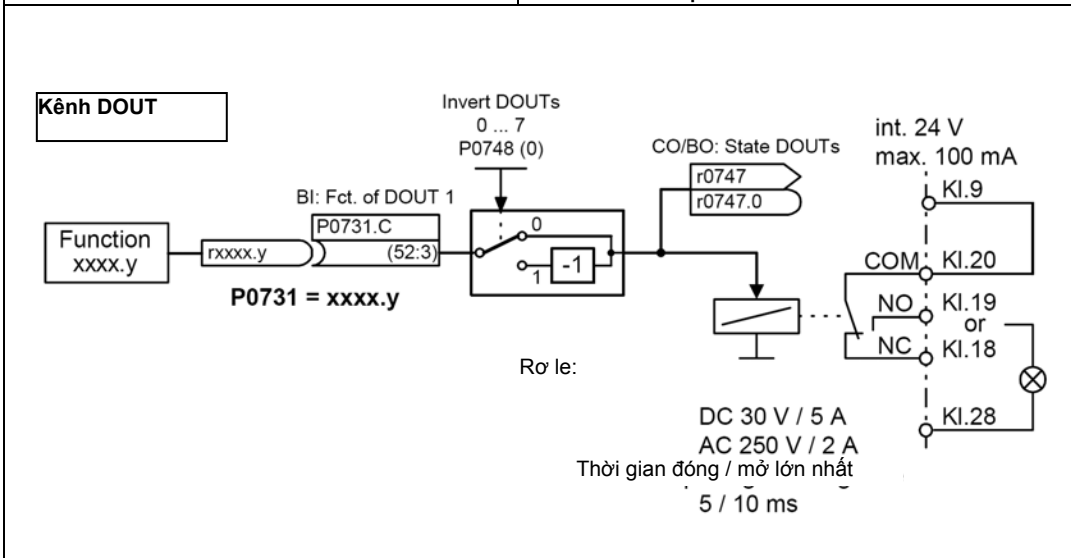 Kênh DOUT
Invert DOUTs
0 ... 7
P0748 (0)
CO/BO: State DOUTs
r0747
r0747.0
int. 24 V
max. 100 mA
Kl.9
BI: Fct. of DOUT 1
P0731.C
(52:3)
Function
xxxx.y
rxxxx.y
P0731 = xxxx.y
0
1
-1
COM
Kl.20
NO
Kl.19
or
NC
Kl.18
Kl.28
Rơ le:
DC 30 V / 5 A
AC 250 V / 2 A
Thời gian đóng / mở lớn nhất
5 / 10 ms